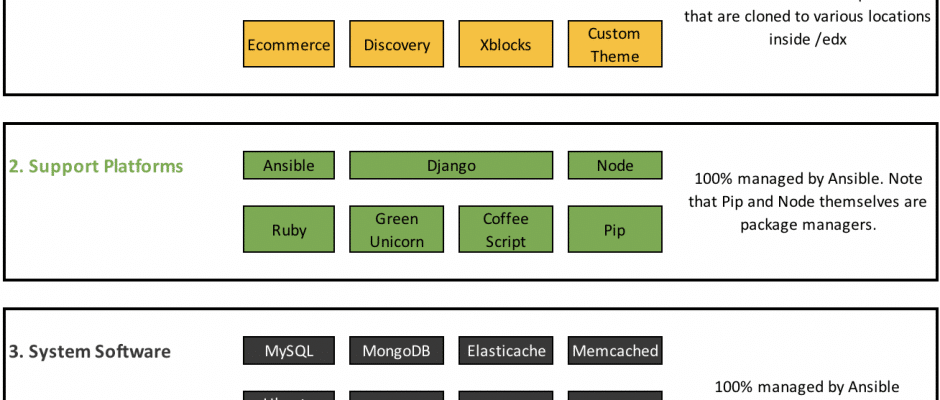 that are cloned to various locations
inside /edx
Ecommerce
Discovery
Xblocks
Custom
Theme
2. Support Platforms
Ansible
Django
Node
Ruby
Green
Unicorn
Coffee
Script
Pip
100% managed by Ansible. Note
that Pip and Node themselves are
package managers.
3. System Software
MySQL
MongoDB
Elasticache
Memcached
100% managed by Ansible